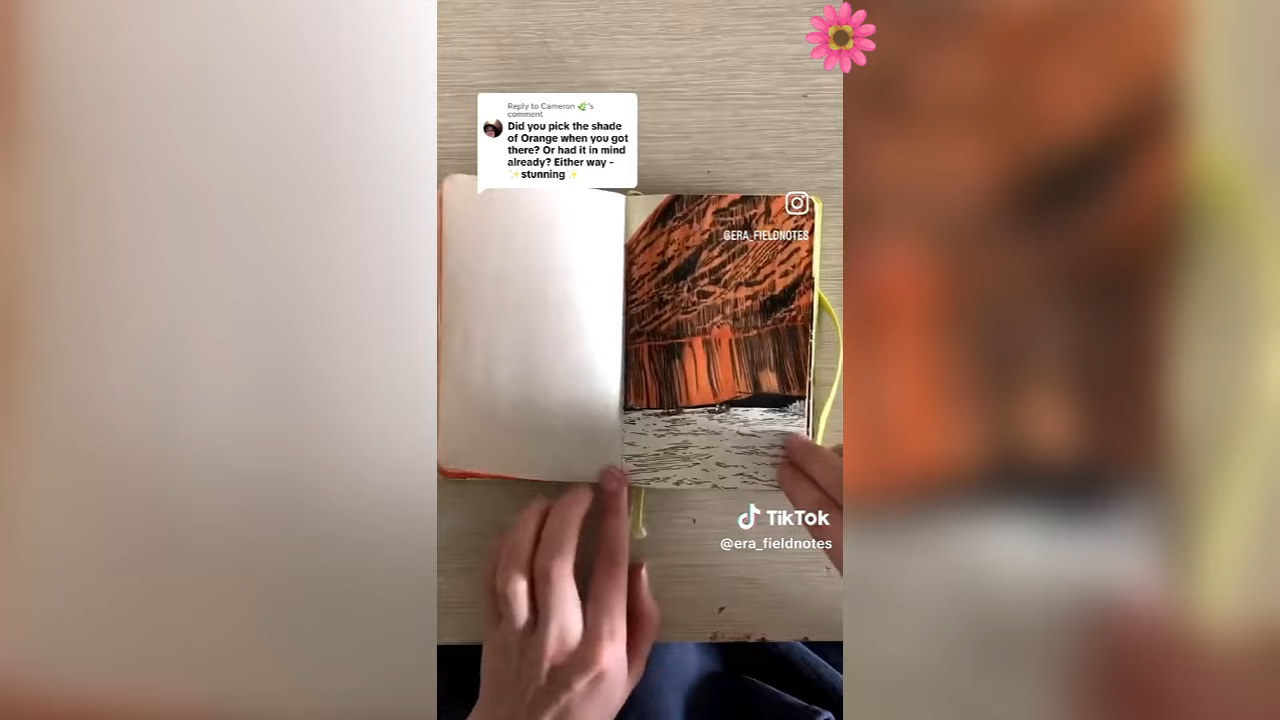 Reply to Cameron 🌿's
comment
Did you pick the shade
of Orange when you got
there? Or had it in mind
already? Either way -
✨stunning✨
@ERA_FIELDNOTES
TikTok
@era_fieldnotes